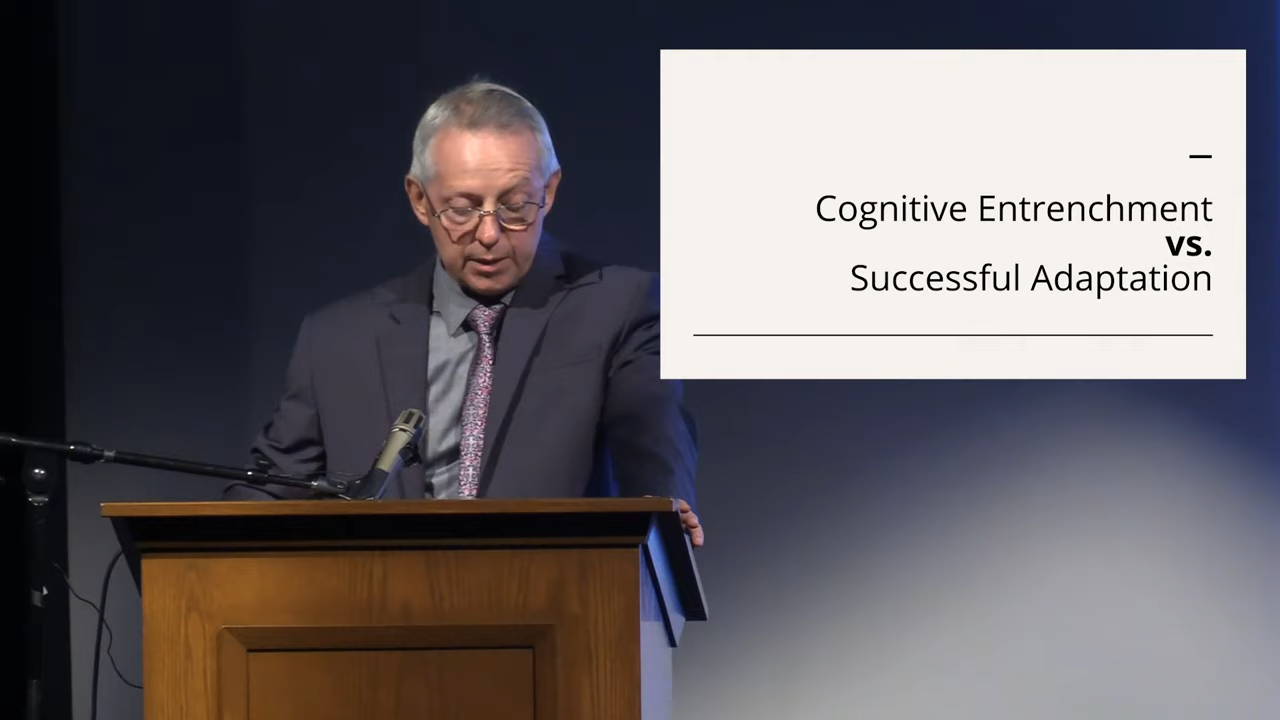 –
Cognitive Entrenchment
vs.
Successful Adaptation